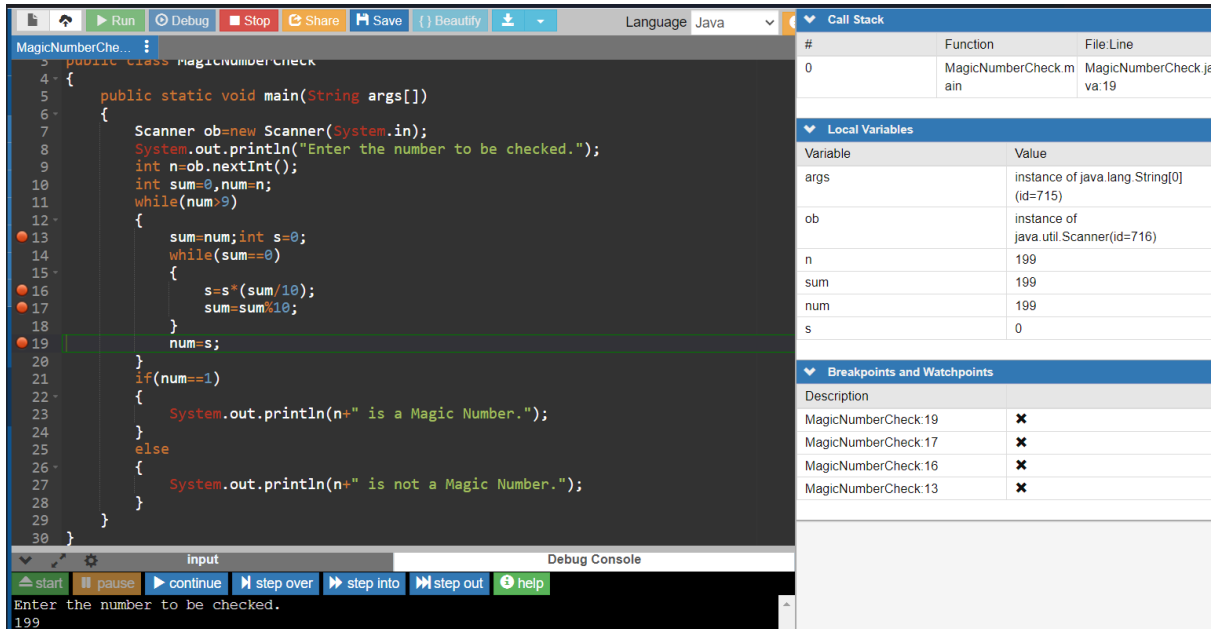 Run Debug Stop Share Save { } Beautify Language Java
MagicNumberChe...
3 public class MagicNumberCheck
4 {
5 public static void main(String args[])
6 {
7 Scanner ob=new Scanner(System.in);
8 System.out.println("Enter the number to be checked.");
9 int n=ob.nextInt();
10 int sum=0,num=n;
11 while(num>9)
12 {
13 sum=num;int s=0;
14 while(sum==0)
15 {
16 s=s*(sum/10);
17 sum=sum%10;
18 }
19 num=s;
20 }
21 if(num==1)
22 {
23 System.out.println(n+" is a Magic Number.");
24 }
25 else
26 {
27 System.out.println(n+" is not a Magic Number.");
28 }
29 }
30 }
input Debug Console
start pause continue step over step into step out help
Enter the number to be checked.
199
Call Stack
# Function File:Line
0 MagicNumberCheck.m MagicNumberCheck.ja
ain va:19
Local Variables
Variable Value
args instance of java.lang.String[0]
(id=715)
ob instance of
java.util.Scanner(id=716)
n 199
sum 199
num 199
s 0
Breakpoints and Watchpoints
Description
MagicNumberCheck:19
MagicNumberCheck:17
MagicNumberCheck:16
MagicNumberCheck:13